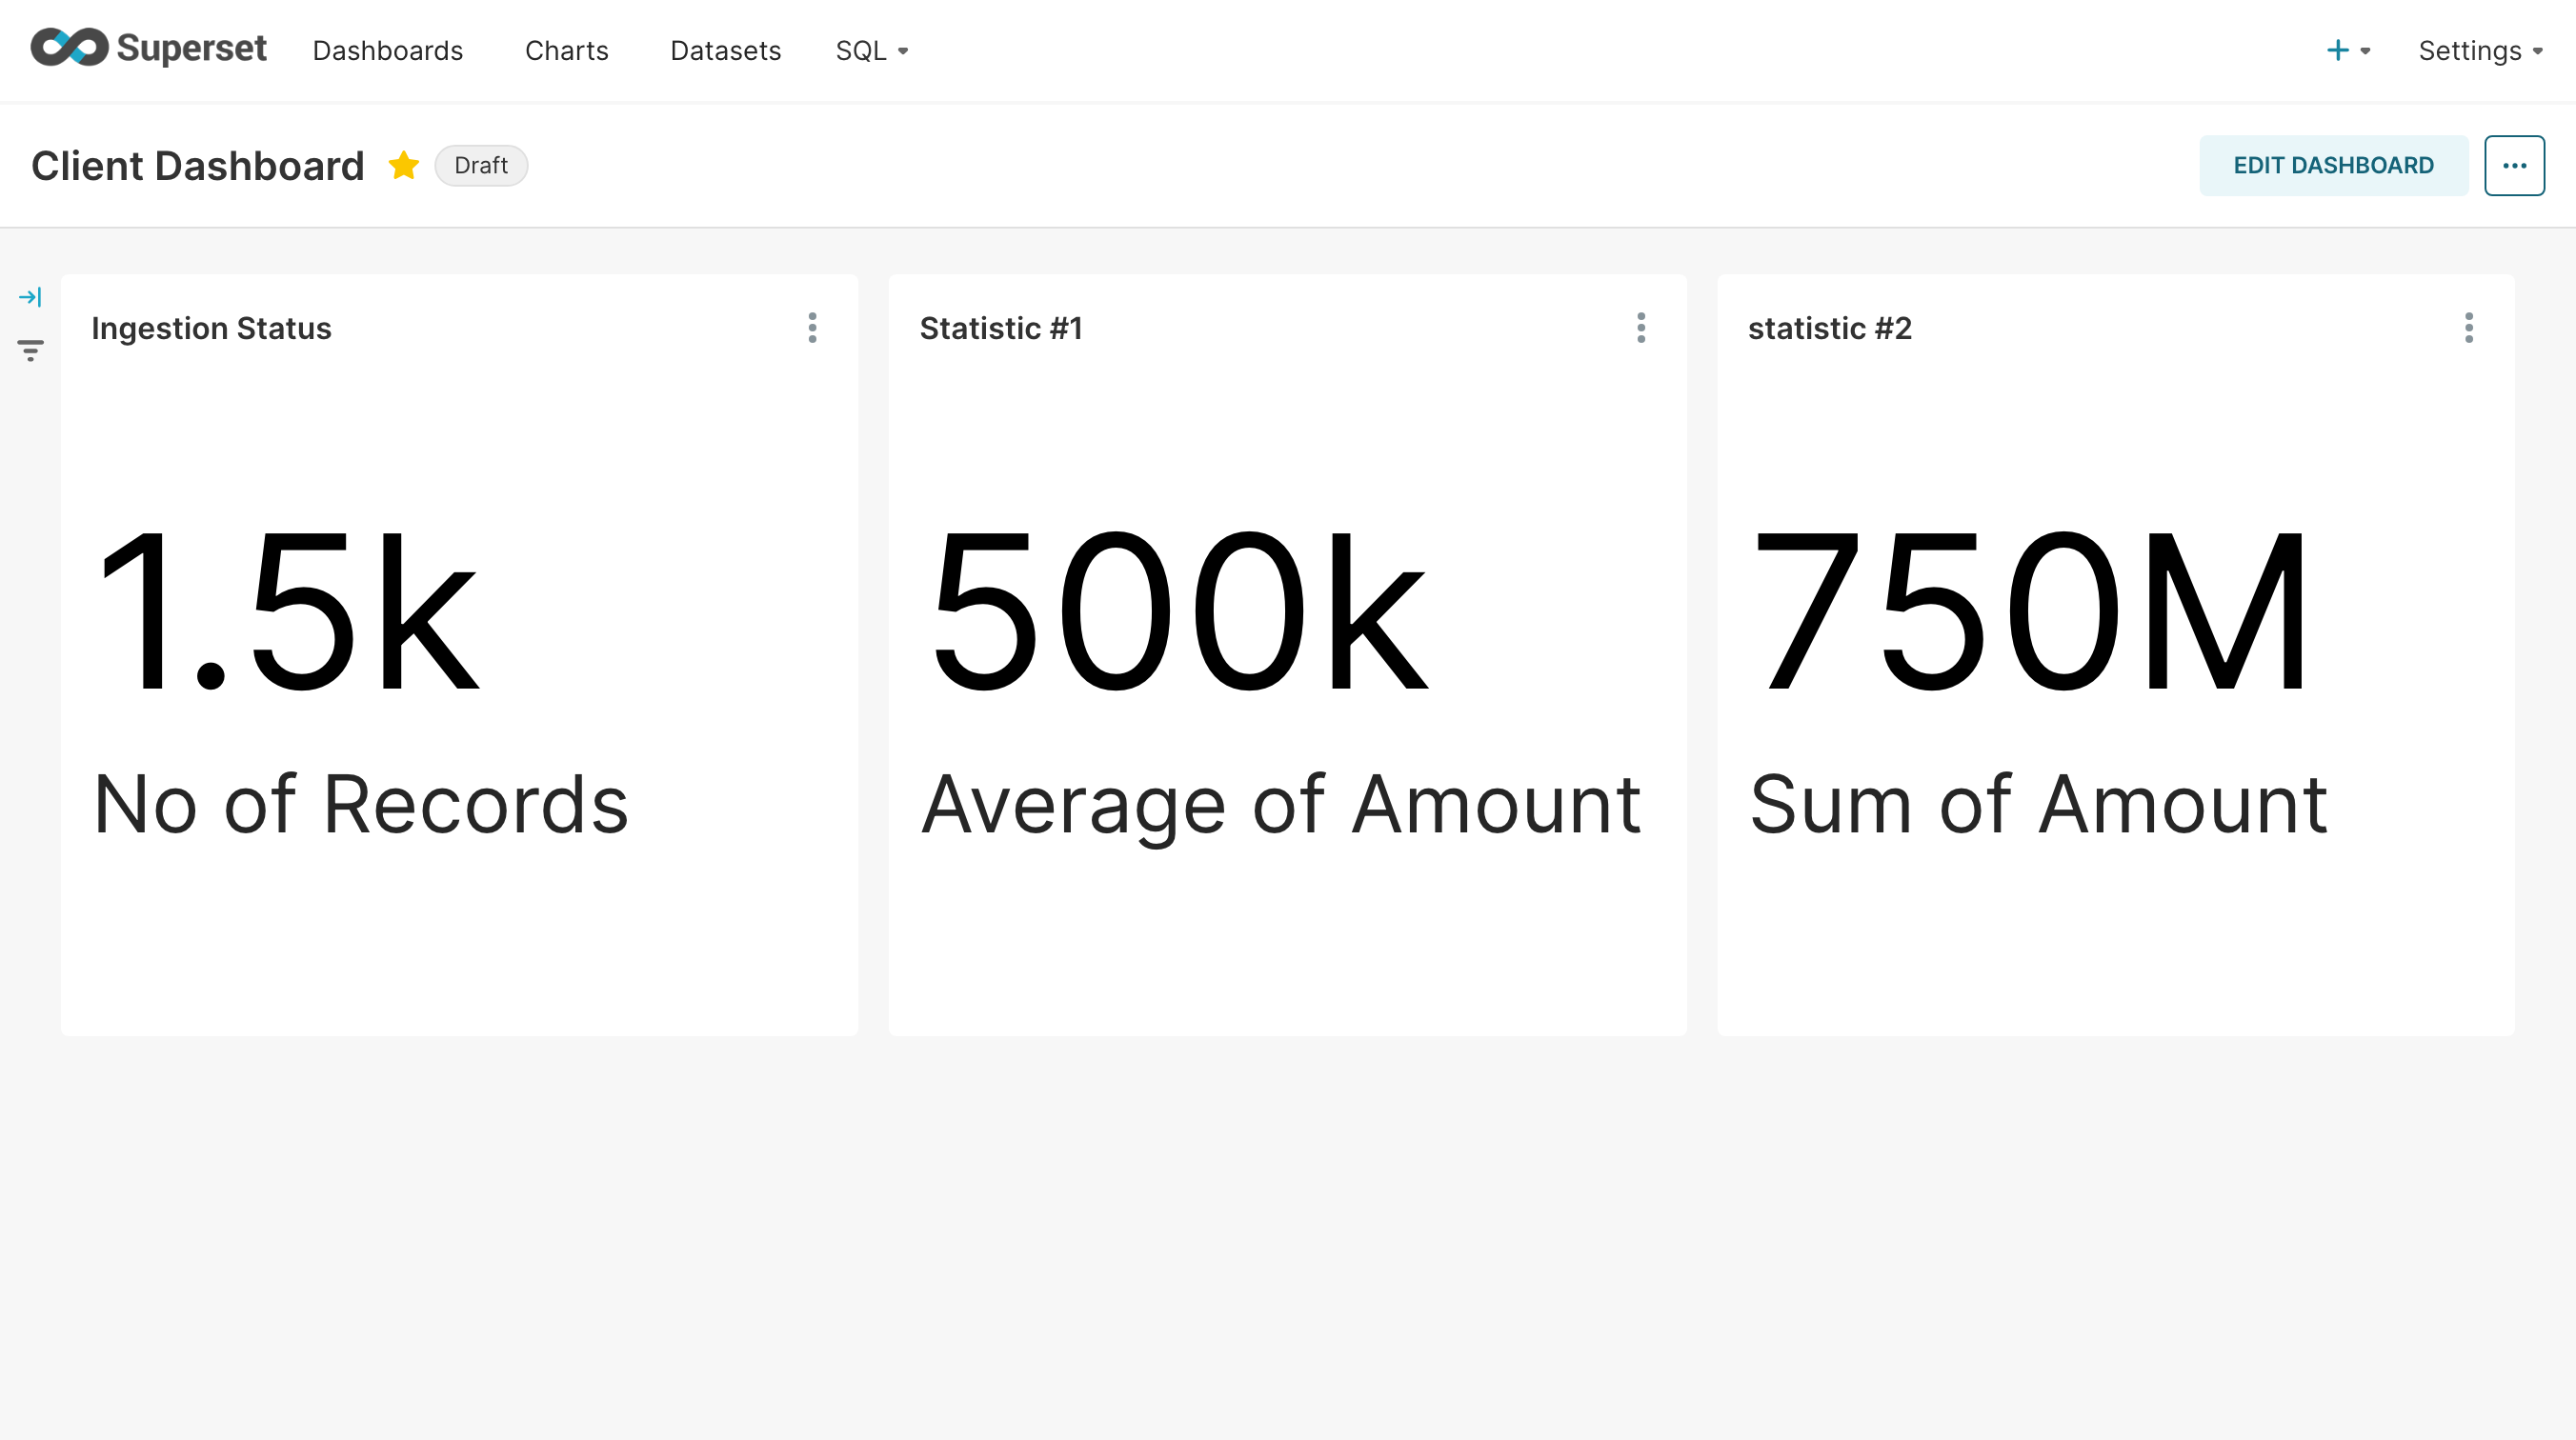 Superset Dashboards Charts Datasets SQL + Settings
Client Dashboard Draft EDIT DASHBOARD ...
Ingestion Status
1.5k
No of Records
Statistic #1
500k
Average of Amount
statistic #2
750M
Sum of Amount